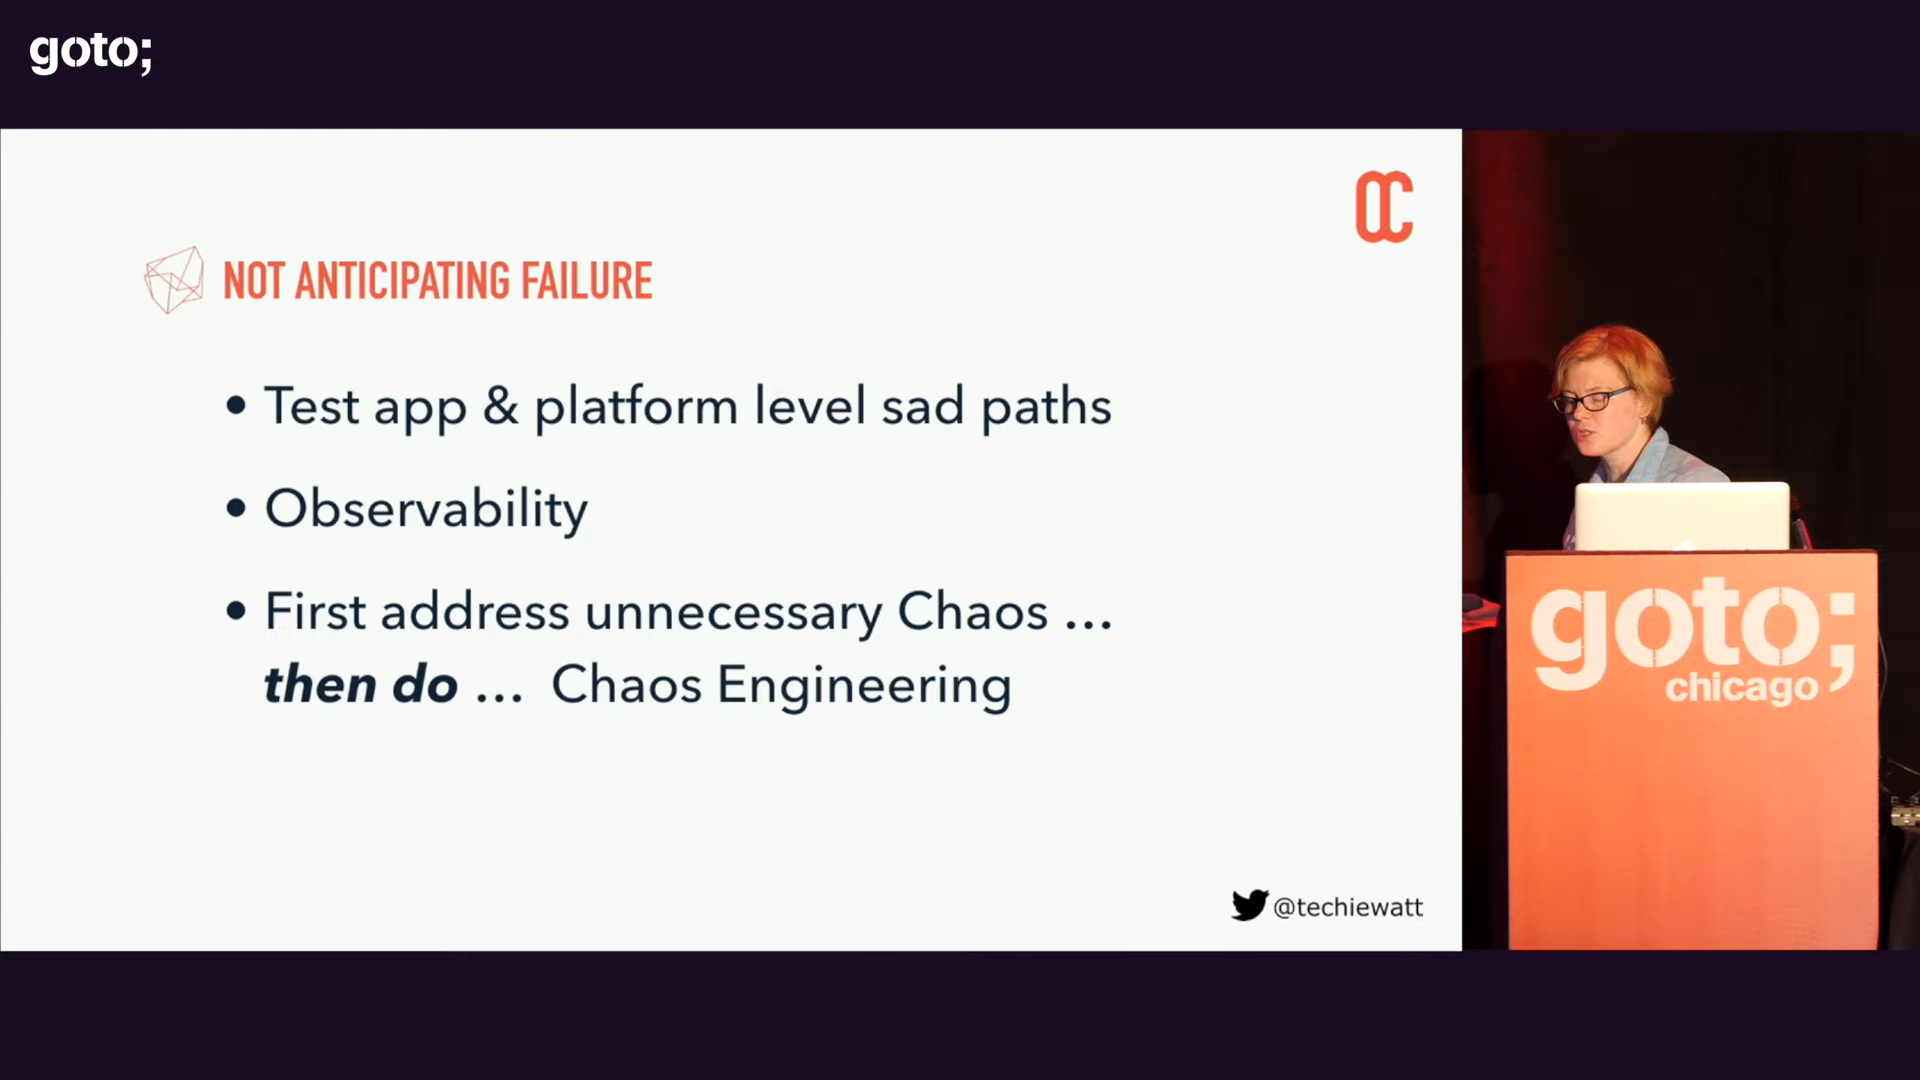 goto;
NOT ANTICIPATING FAILURE
• Test app & platform level sad paths
• Observability
• First address unnecessary Chaos ...
then do ... Chaos Engineering
@techiewatt
goto;
chicago